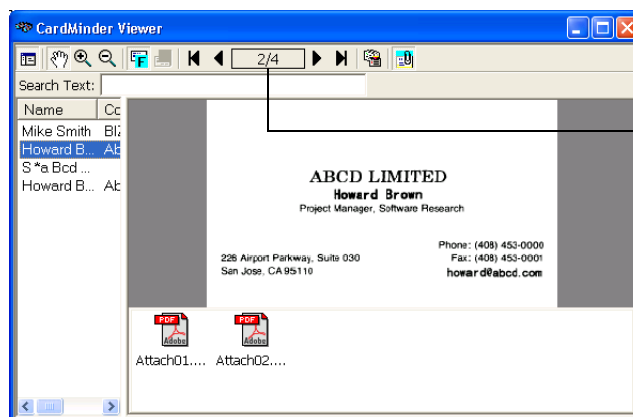 CardMinder Viewer
2/4
Search Text:
Name Co
Mike Smith BIZ
Howard B... Ab
S *a Bcd ...
Howard B... Ab
ABCD LIMITED
Howard Brown
Project Manager, Software Research
Phone: (408) 453-0000
226 Airport Parkway, Suite 030 Fax: (408) 453-0001
San Jose, CA 95110 howard@abcd.com
PDF PDF
Adobe Adobe
Attach01.... Attach02....